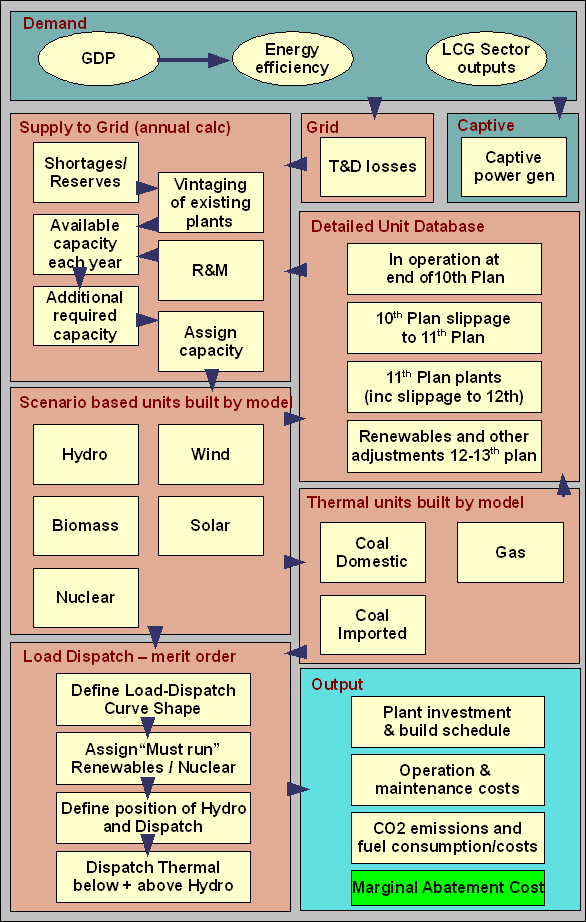 Demand
GDP
Energy
efficiency
LCG Sector
outputs
Supply to Grid (annual calc)
Shortages/
Reserves
Vintaging
of existing
plants
Available
capacity
each year
R&M
Additional
required
capacity
Assign
capacity
Grid
T&D losses
Captive
Captive
power gen
Detailed Unit Database
In operation at
end of10th Plan
10th Plan slippage
to 11th Plan
11th Plan plants
(inc slippage to 12th)
Renewables and other
adjustments 12-13th plan
Scenario based units built by model
Hydro
Wind
Biomass
Solar
Nuclear
Thermal units built by model
Coal
Domestic
Gas
Coal
Imported
Load Dispatch – merit order
Define Load-Dispatch
Curve Shape
Assign“Must run”
Renewables / Nuclear
Define position of Hydro
and Dispatch
Dispatch Thermal
below + above Hydro
Output
Plant investment
& build schedule
Operation &
maintenance costs
CO2 emissions and
fuel consumption/costs
Marginal Abatement Cost